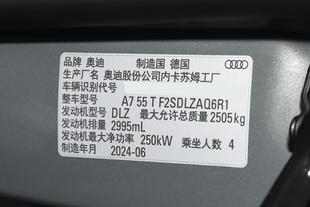 品牌 奥迪 制造国 德国
生产厂名 奥迪股份公司内卡苏姆工厂
车辆识别代号
整车型号 A7 55 T F2SDLZAQ6R1
发动机型号 DLZ 最大允许总质量 2505kg
发动机排量 2995mL
发动机最大净功率 250kW 乘坐人数 4
制造年月 2024-06